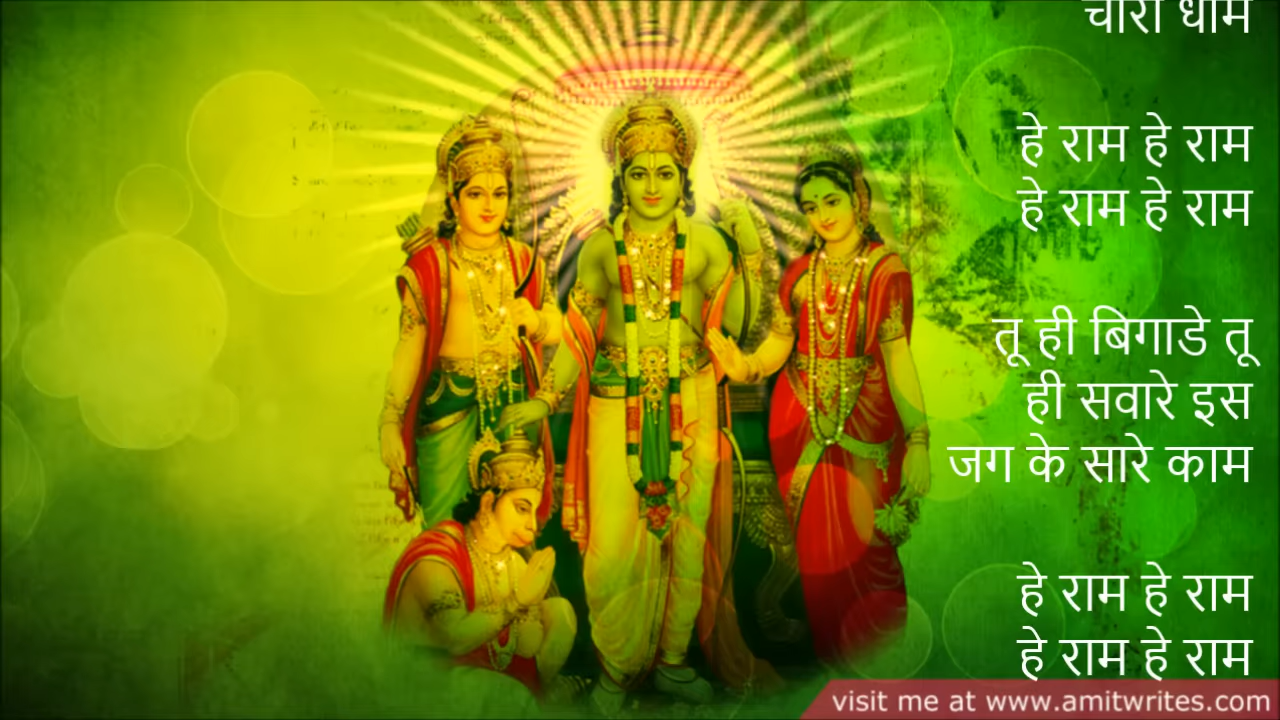 चारों धाम
हे राम हे राम
हे राम हे राम
तू ही बिगाडे तू
ही सवारे इस
जग के सारे काम
हे राम हे राम
हे राम हे राम
visit me at www.amitwrites.com